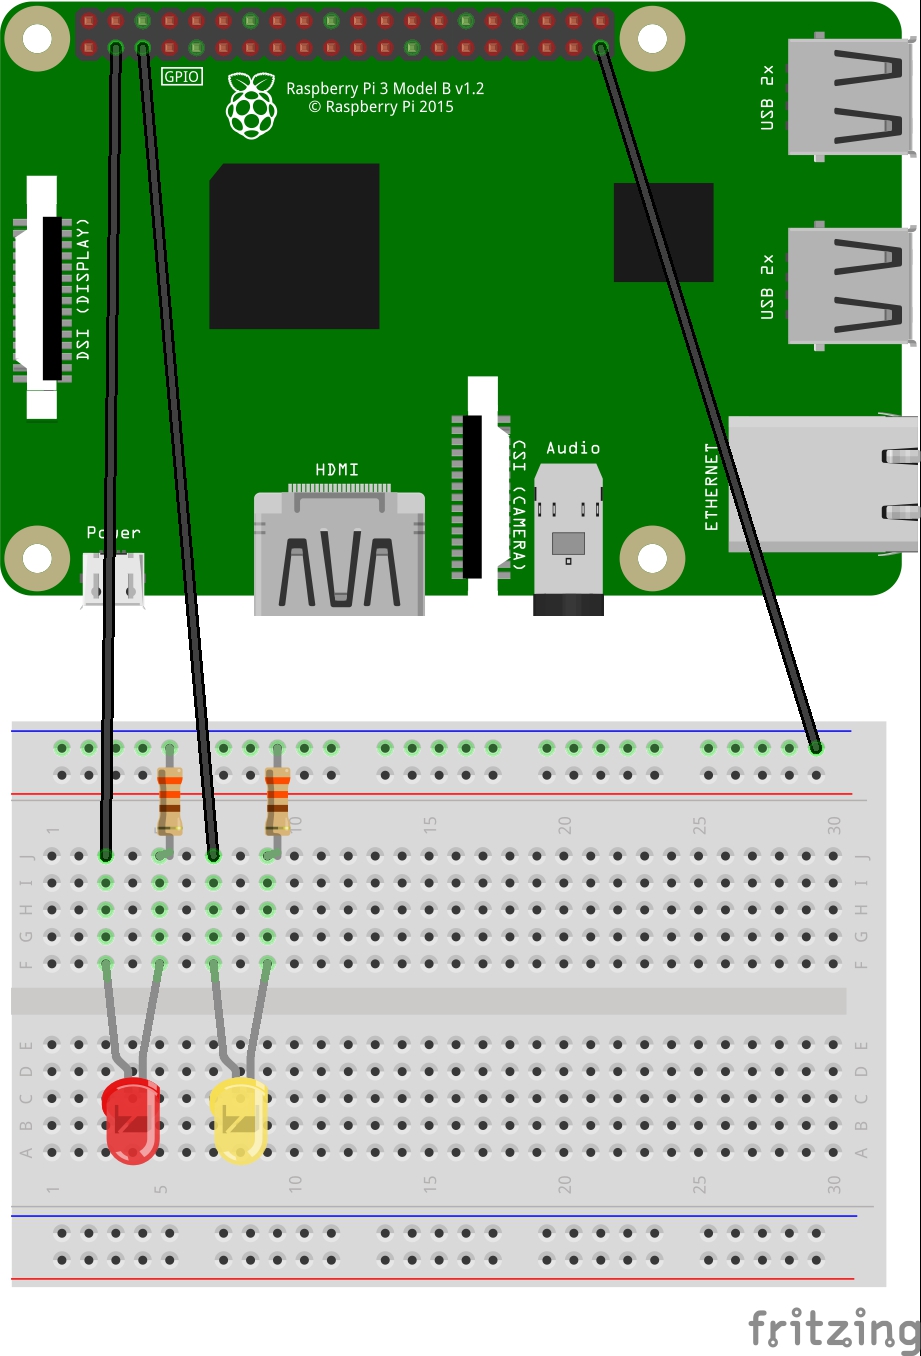 GPIO
Raspberry Pi 3 Model B v1.2
© Raspberry Pi 2015
USB 2x
DSI (DISPLAY)
USB 2x
HDMI
CSI (CAMERA)
Audio
ETHERNET
Power
1 10 15 20 25 30
J J
I I
H H
G G
F F
E E
D D
C C
B B
A A
1 5 10 15 20 25 30
fritzing